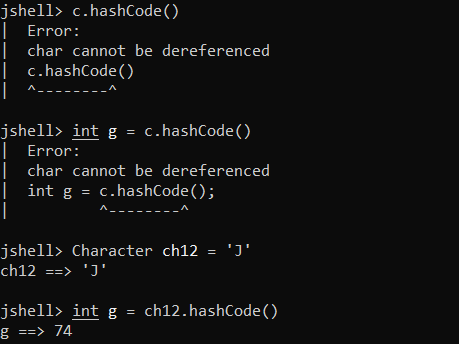 jshell> c.hashCode()
|  Error:
|  char cannot be dereferenced
|  c.hashCode()
|  ^--------^
jshell> int g = c.hashCode()
|  Error:
|  char cannot be dereferenced
|  int g = c.hashCode();
|          ^--------^
jshell> Character ch12 = 'J'
ch12 ==> 'J'
jshell> int g = ch12.hashCode()
g ==> 74